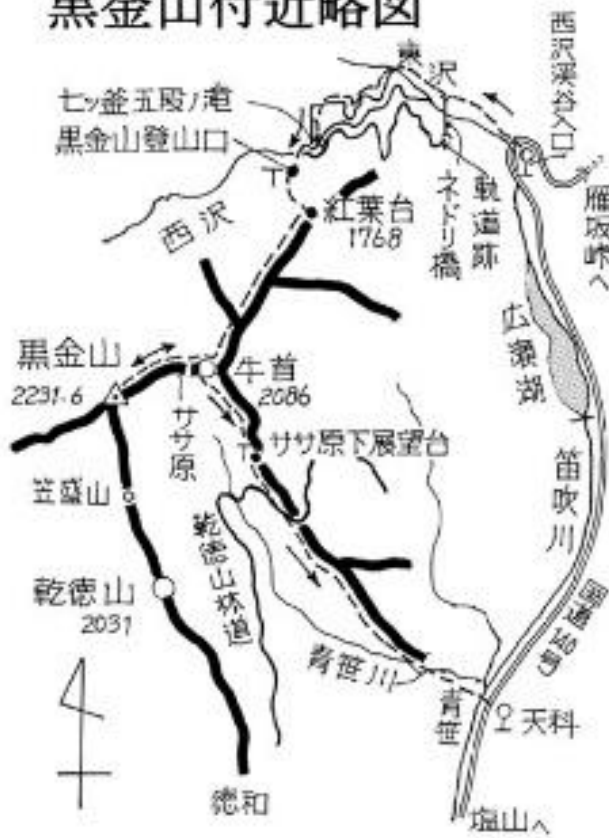 黒金山付近略図
西沢渓谷入口
東沢
七ッ釜五段ノ滝
黒金山登山口
雁坂峠へ
軌道跡
ネトリ橋
西沢
紅葉台
1768
広瀬湖
黒金山
2231.6
牛首
2086
ササ原
ササ原下展望台
笛吹川
笠盛山
乾徳山林道
乾徳山
2031
国道140号
青笹川
青笹
天科
徳和
塩山へ